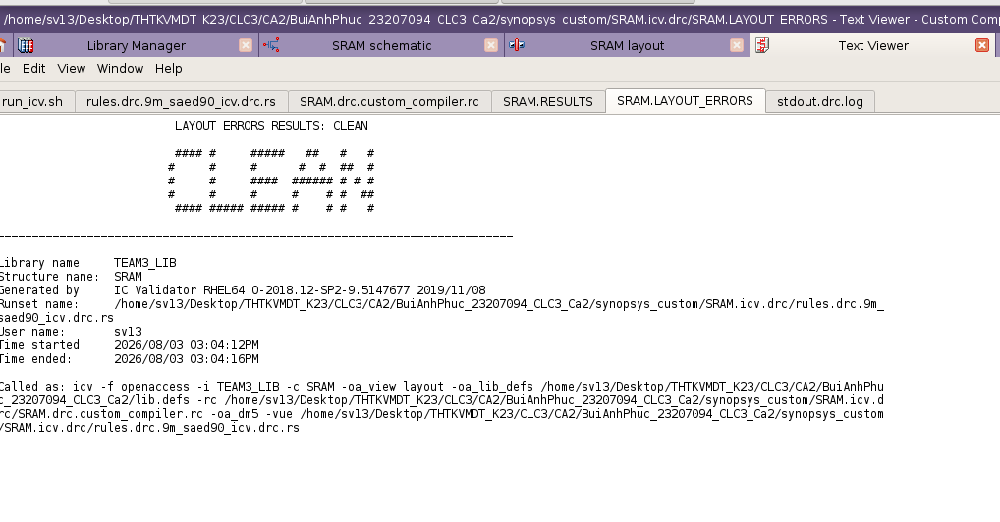 /home/sv13/Desktop/THTKVMDT_K23/CLC3/CA2/BuiAnhPhuc_23207094_CLC3_Ca2/synopsys_custom/SRAM.icv.drc/SRAM.LAYOUT_ERRORS - Text Viewer - Custom Comp
Library Manager SRAM schematic SRAM layout Text Viewer
le Edit View Window Help
run_icv.sh rules.drc.9m_saed90_icv.drc.rs SRAM.drc.custom_compiler.rc SRAM.RESULTS SRAM.LAYOUT_ERRORS stdout.drc.log
LAYOUT ERRORS RESULTS: CLEAN
CLEAN
Library name: TEAM3_LIB
Structure name: SRAM
Generated by: IC Validator RHEL64 O-2018.12-SP2-9.5147677 2019/11/08
Runset name: /home/sv13/Desktop/THTKVMDT_K23/CLC3/CA2/BuiAnhPhuc_23207094_CLC3_Ca2/synopsys_custom/SRAM.icv.drc/rules.drc.9m_
saed90_icv.drc.rs
User name: sv13
Time started: 2026/08/03 03:04:12PM
Time ended: 2026/08/03 03:04:16PM
Called as: icv -f openaccess -i TEAM3_LIB -c SRAM -oa_view layout -oa_lib_defs /home/sv13/Desktop/THTKVMDT_K23/CLC3/CA2/BuiAnhPhu
c_23207094_CLC3_Ca2/lib.defs -rc /home/sv13/Desktop/THTKVMDT_K23/CLC3/CA2/BuiAnhPhuc_23207094_CLC3_Ca2/synopsys_custom/SRAM.icv.d
rc/SRAM.drc.custom_compiler.rc -oa_dm5 -vue /home/sv13/Desktop/THTKVMDT_K23/CLC3/CA2/BuiAnhPhuc_23207094_CLC3_Ca2/synopsys_custom
/SRAM.icv.drc/rules.drc.9m_saed90_icv.drc.rs